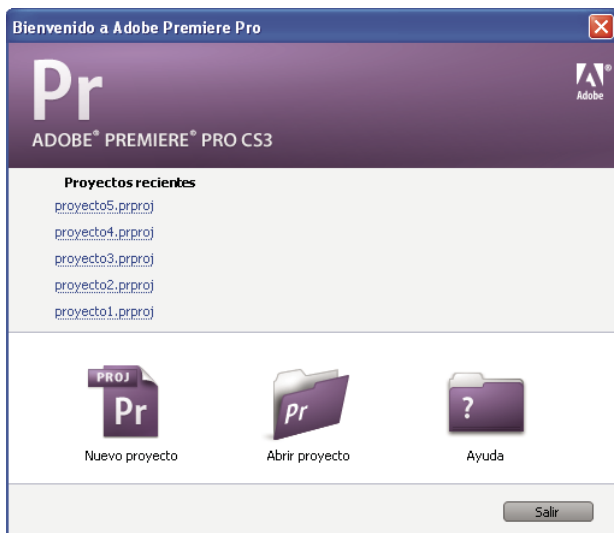 Bienvenido a Adobe Premiere Pro
Pr
Adobe®
ADOBE® PREMIERE® PRO CS3
Proyectos recientes
proyecto5.prproj
proyecto4.prproj
proyecto3.prproj
proyecto2.prproj
proyecto1.prproj
PROJ
Pr
Pr
?
Nuevo proyecto
Abrir proyecto
Ayuda
Salir